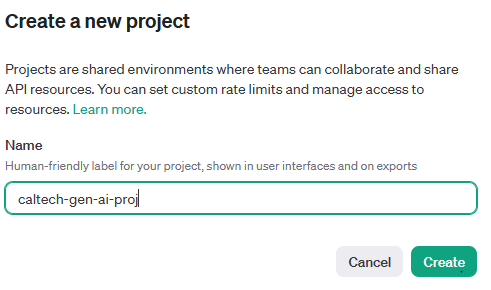 Create a new project
Projects are shared environments where teams can collaborate and share
API resources. You can set custom rate limits and manage access to
resources. Learn more.
Name
Human-friendly label for your project, shown in user interfaces and on exports
caltech-gen-ai-proj
Cancel
Create